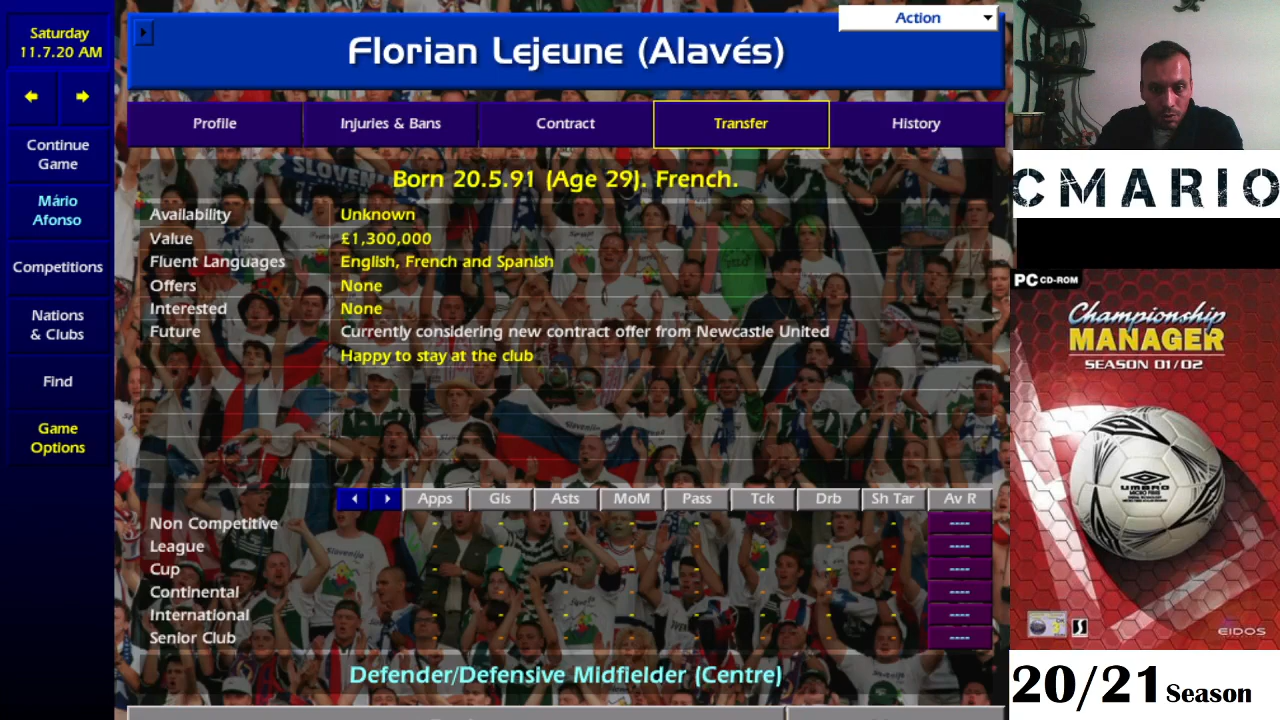 Saturday
11.7.20 AM
Continue
Game
Mário
Afonso
Competitions
Nations
& Clubs
Find
Game
Options
Action
Florian Lejeune (Alavés)
Profile
Injuries & Bans
Contract
Transfer
History
Born 20.5.91 (Age 29). French.
Availability Unknown
Value £1,300,000
Fluent Languages English, French and Spanish
Offers None
Interested None
Future Currently considering new contract offer from Newcastle United
Happy to stay at the club
Apps Gls Asts MoM Pass Tck Drb Sh Tar Av R
Non Competitive - - - - - - - - ----
League - - - - - - - - ----
Cup - - - - - - - - ----
Continental - - - - - - - - ----
International - - - - - - - - ----
Senior Club - - - - - - - - ----
Defender/Defensive Midfielder (Centre)
CMARIO
PC CD-ROM
Championship
MANAGER
SEASON 01/02
UMBRO
EIDOS
20/21 Season